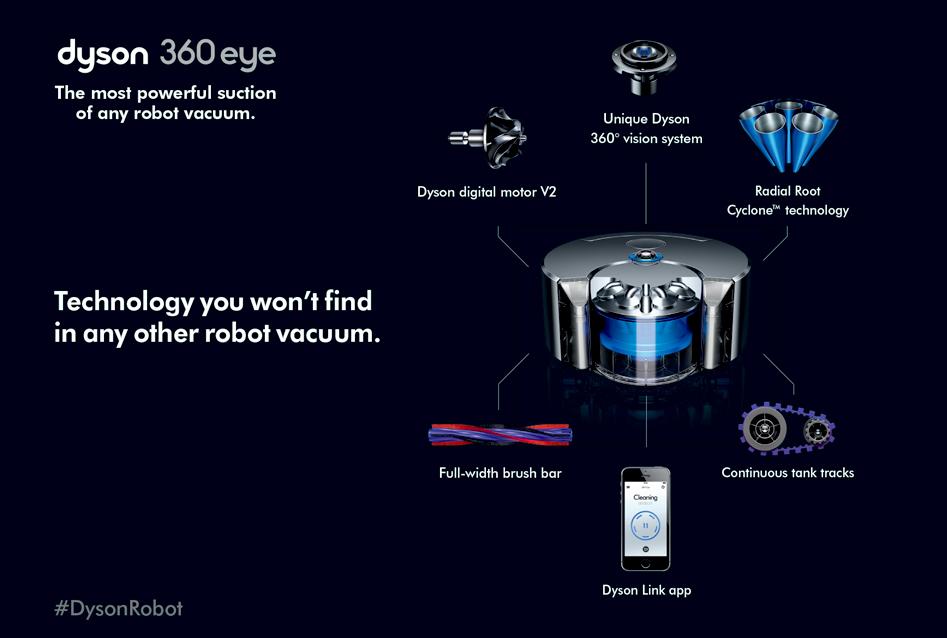 dyson 360 eye
The most powerful suction
of any robot vacuum.
Unique Dyson
360° vision system
Dyson digital motor V2
Radial Root
Cyclone™ technology
Technology you won't find
in any other robot vacuum.
Full-width brush bar
Continuous tank tracks
Cleaning
Dyson Link app
#DysonRobot